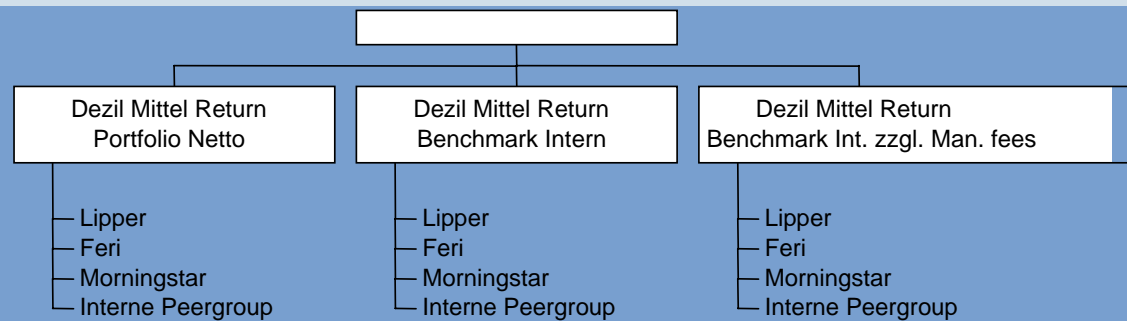 Dezil Mittel Return
Portfolio Netto
Lipper
Feri
Morningstar
Interne Peergroup
Dezil Mittel Return
Benchmark Intern
Lipper
Feri
Morningstar
Interne Peergroup
Dezil Mittel Return
Benchmark Int. zzgl. Man. fees
Lipper
Feri
Morningstar
Interne Peergroup